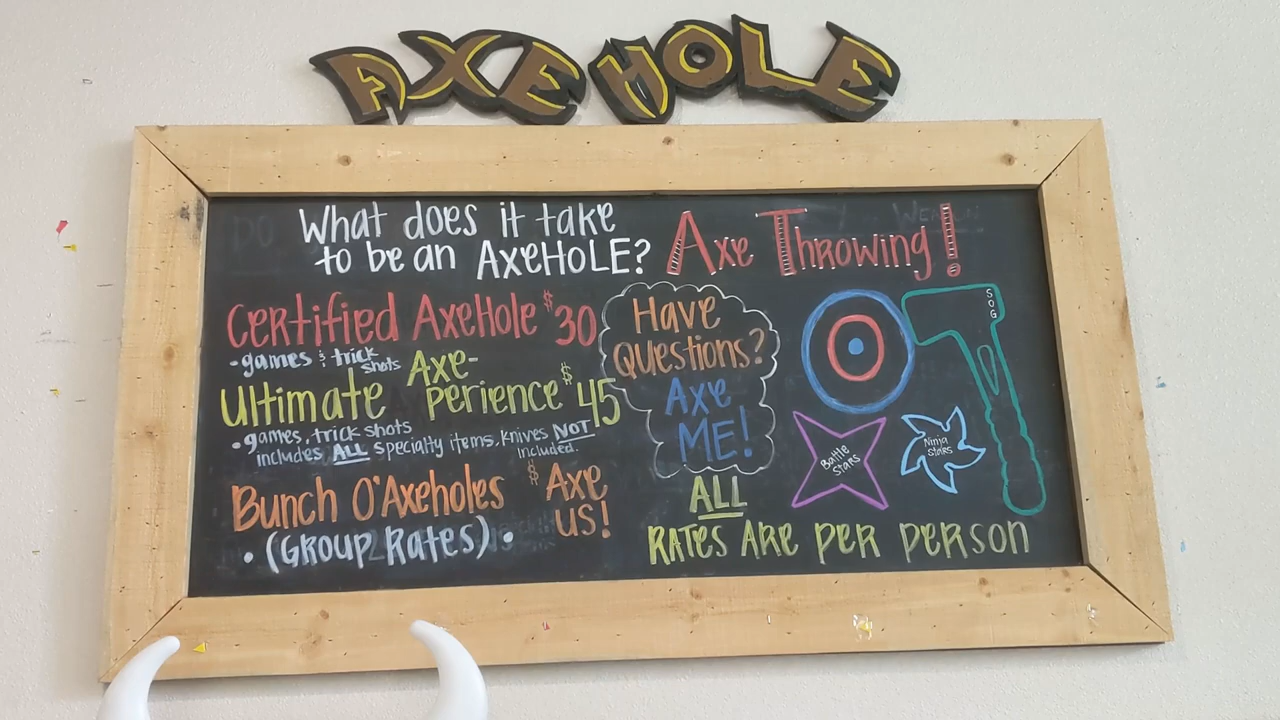 AXEHOLE
What does it take
to be an AxeHOLE?
Axe Throwing!
Certified AxeHole $30
•games & trick shots
Ultimate Axe-perience $45
•games, trick shots
includes ALL specialty items, knives NOT included.
Bunch O'Axeholes $ Axe us!
•(Group Rates)•
Have
Questions?
Axe
ME!
SOG
Battle
Stars
Ninja
Stars
ALL
Rates Are per person